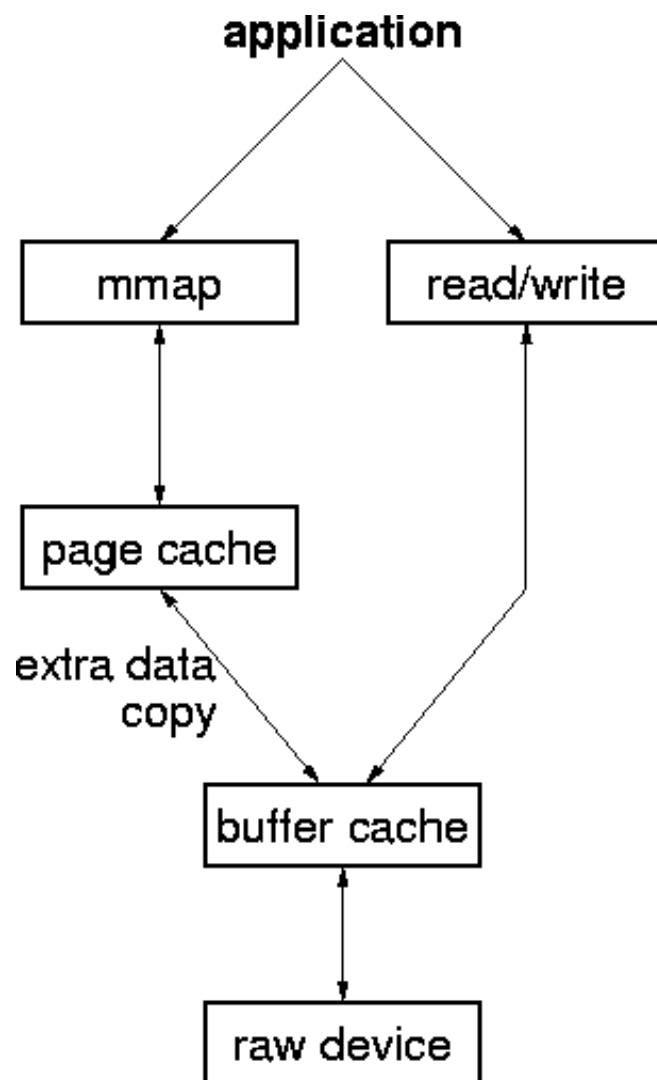 application
mmap
read/write
page cache
extra data
copy
buffer cache
raw device